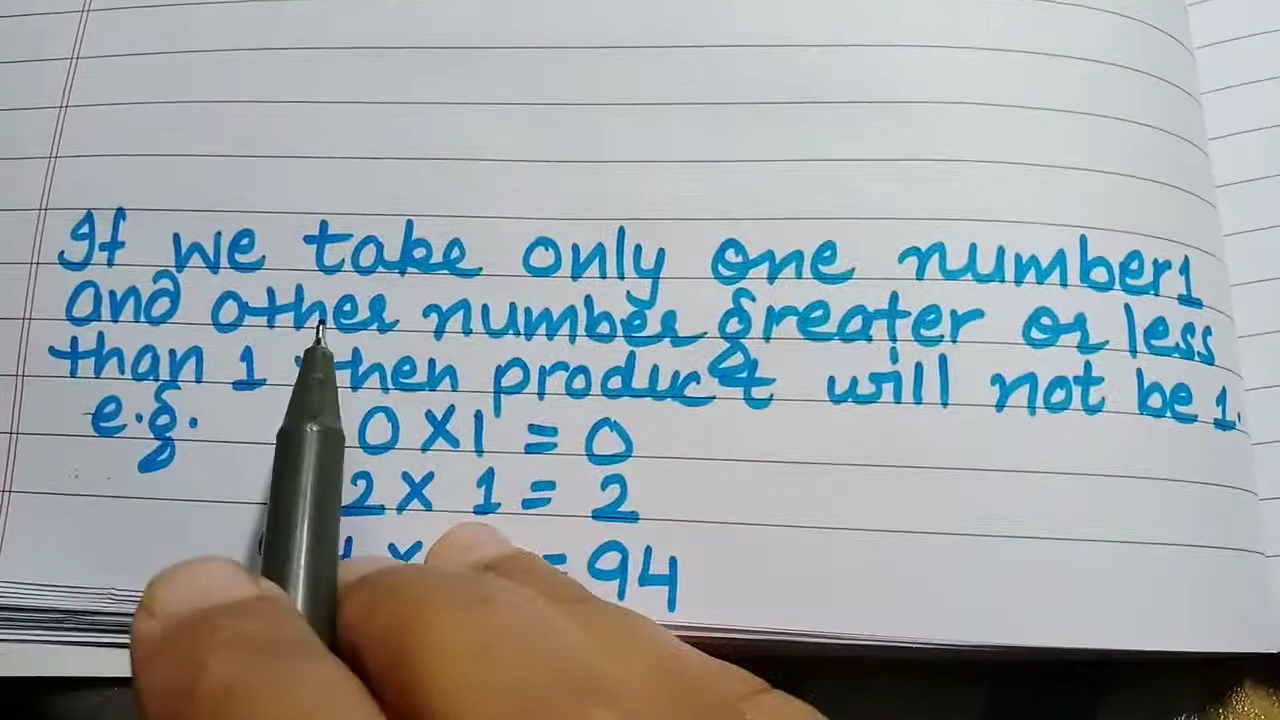 If we take only one number 1
and other number greater or less
than 1 then product will not be 1.
e.g. 0 × 1 = 0
2 × 1 = 2
= 94